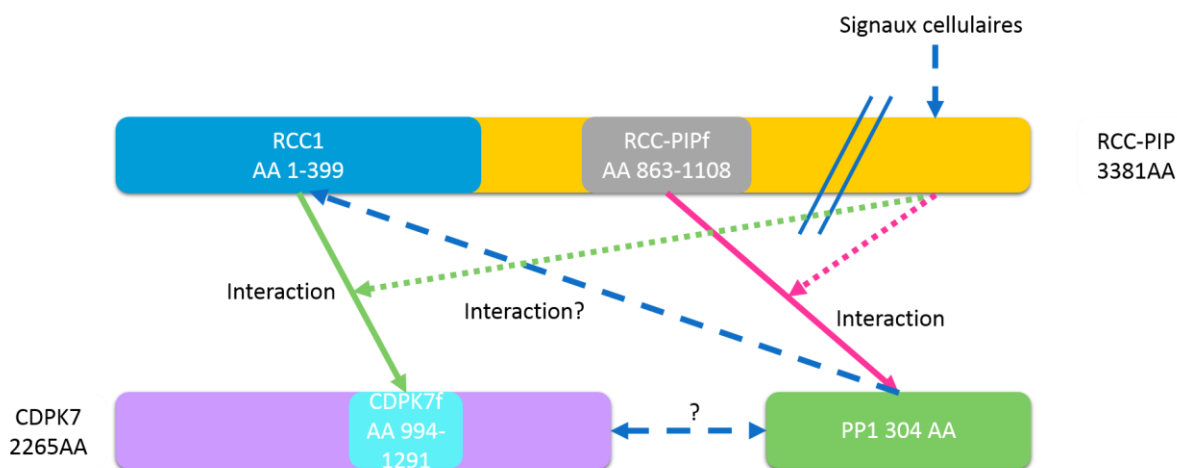 Signaux cellulaires
RCC1
AA 1-399
RCC-PIPf
AA 863-1108
RCC-PIP
3381AA
Interaction
Interaction?
Interaction
CDPK7
2265AA
CDPK7f
AA 994-
1291
?
PP1 304 AA